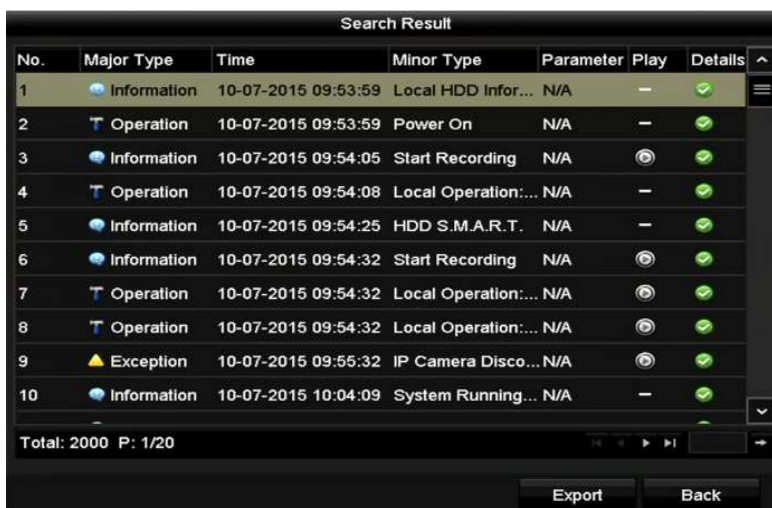 Search Result
No. Major Type Time Minor Type Parameter Play Details
1 Information 10-07-2015 09:53:59 Local HDD Infor... N/A –
2 Operation 10-07-2015 09:53:59 Power On N/A –
3 Information 10-07-2015 09:54:05 Start Recording N/A
4 Operation 10-07-2015 09:54:08 Local Operation:... N/A –
5 Information 10-07-2015 09:54:25 HDD S.M.A.R.T. N/A –
6 Information 10-07-2015 09:54:32 Start Recording N/A
7 Operation 10-07-2015 09:54:32 Local Operation:... N/A
8 Operation 10-07-2015 09:54:32 Local Operation:... N/A
9 Exception 10-07-2015 09:55:32 IP Camera Disco... N/A
10 Information 10-07-2015 10:04:09 System Running... N/A –
Total: 2000 P: 1/20
Export Back